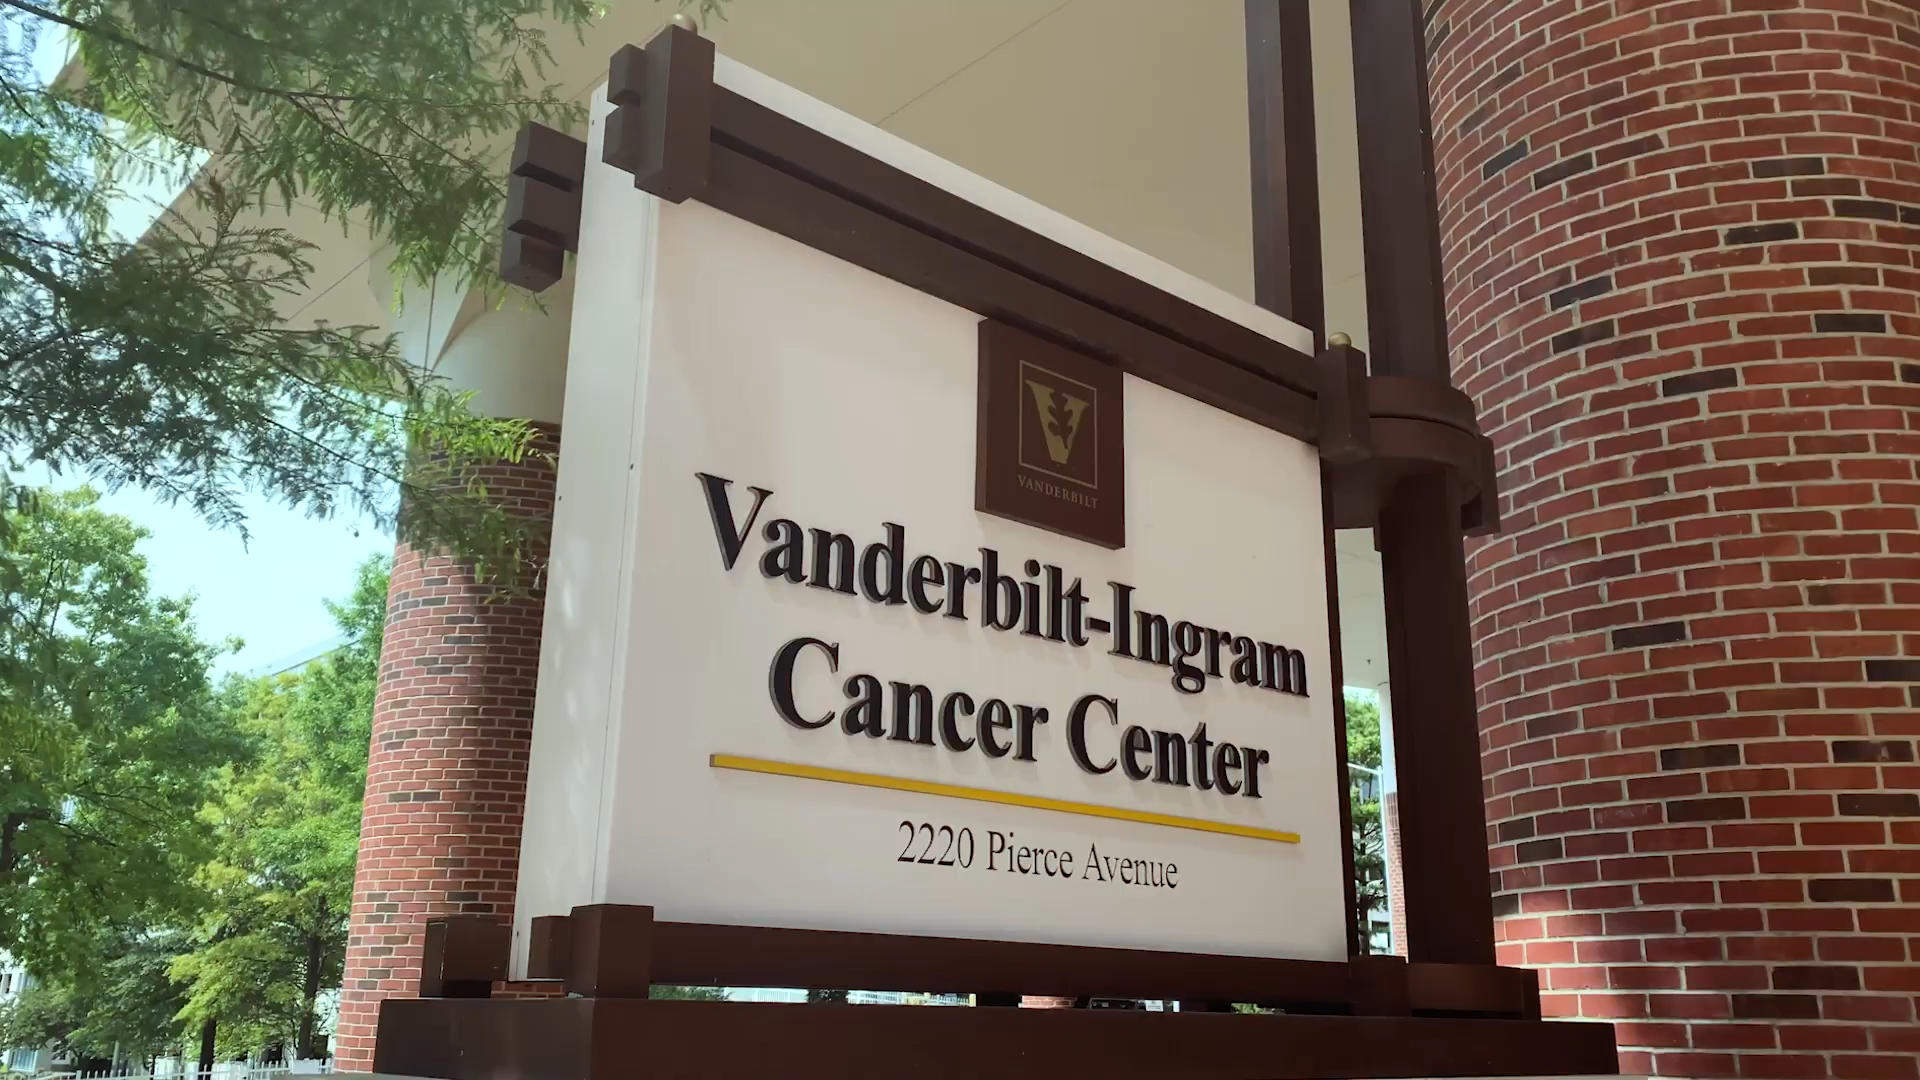 V
VANDERBILT
Vanderbilt-Ingram
Cancer Center
2220 Pierce Avenue